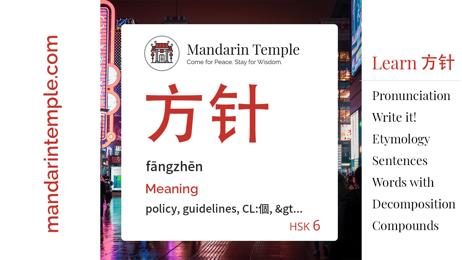 mandarintemple.com
Mandarin Temple
Come for Peace. Stay for Wisdom.
方针
fāngzhēn
Meaning
policy, guidelines, CL:個, &gt...
HSK 6
Learn 方针
Pronunciation
Write it!
Etymology
Sentences
Words with
Decomposition
Compounds